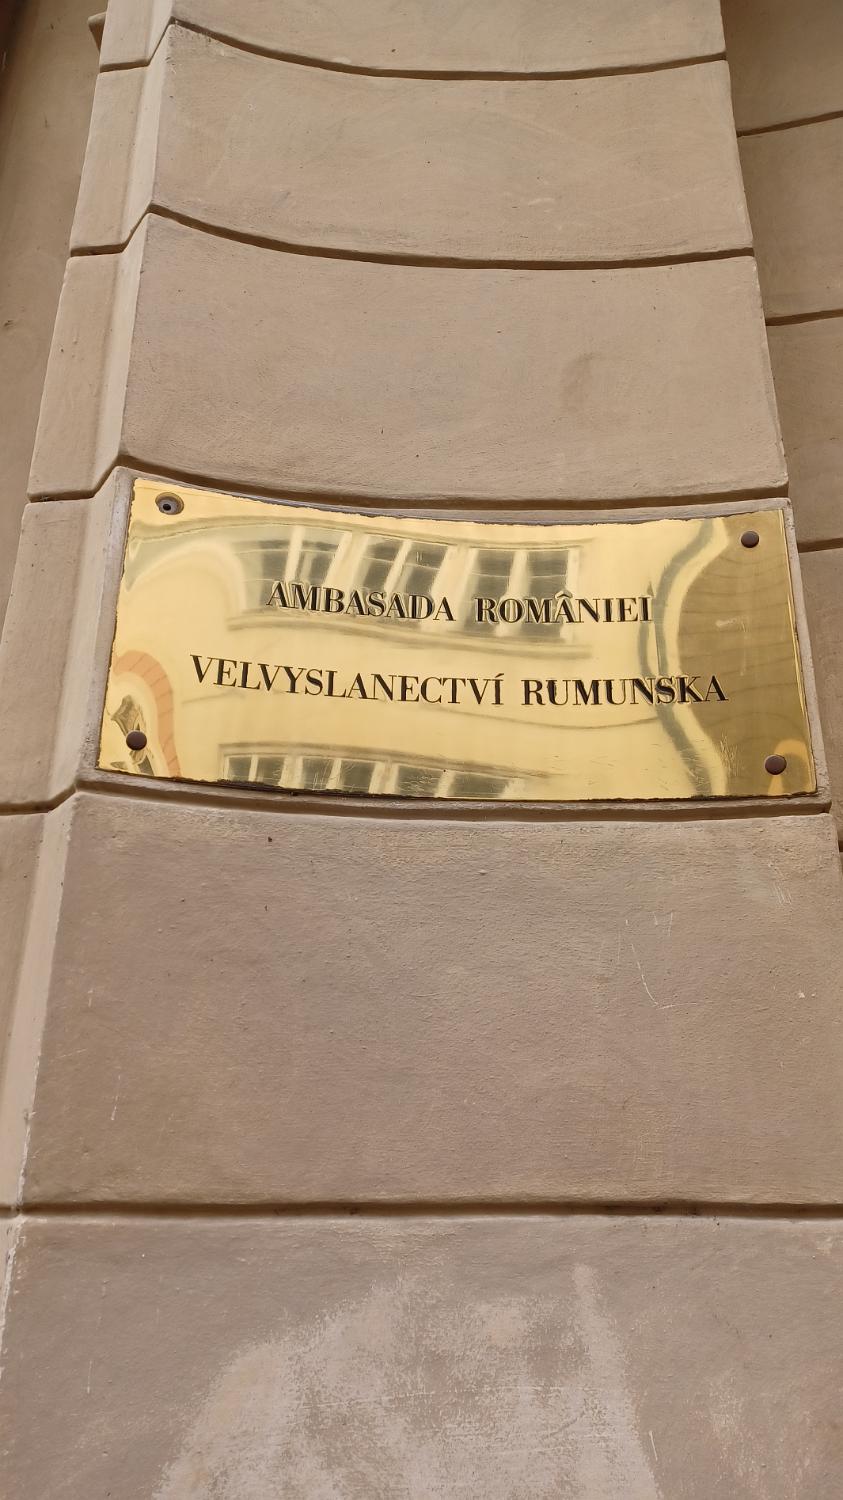 AMBASADA ROMÂNIEI
VELVYSLANECTVÍ RUMUNSKA